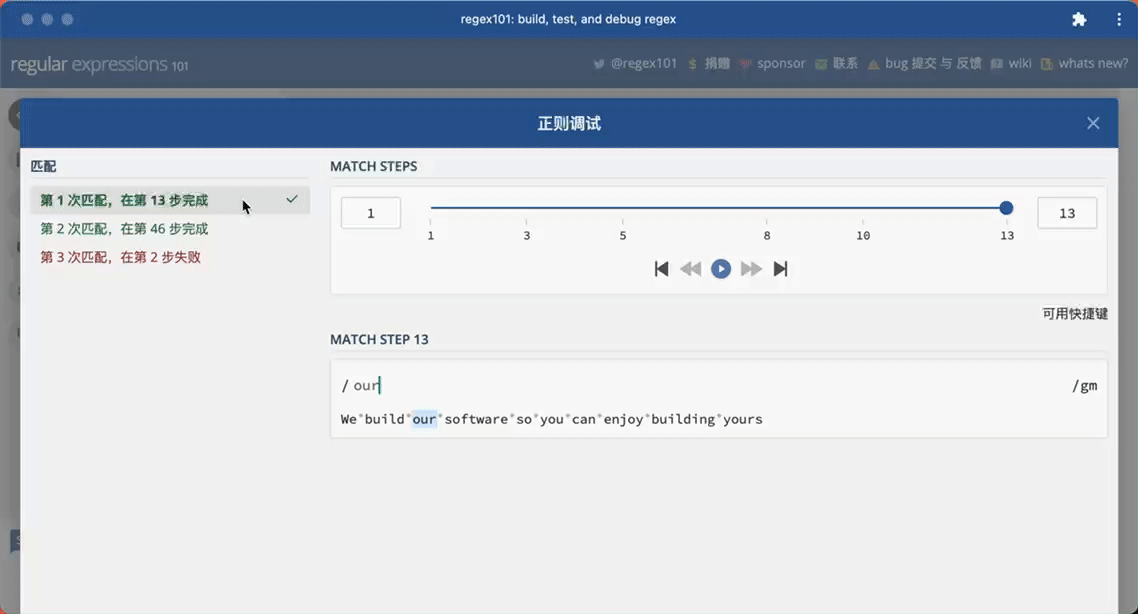 regex101: build, test, and debug regex
regular expressions 101
@regex101 $ 捐赠 sponsor 联系 bug 提交 与 反馈 wiki whats new?
正则调试
匹配
第 1 次匹配，在第 13 步完成
第 2 次匹配，在第 46 步完成
第 3 次匹配，在第 2 步失败
MATCH STEPS
1
13
1 3 5 8 10 13
可用快捷键
MATCH STEP 13
/ our /gm
We build our software so you can enjoy building yours